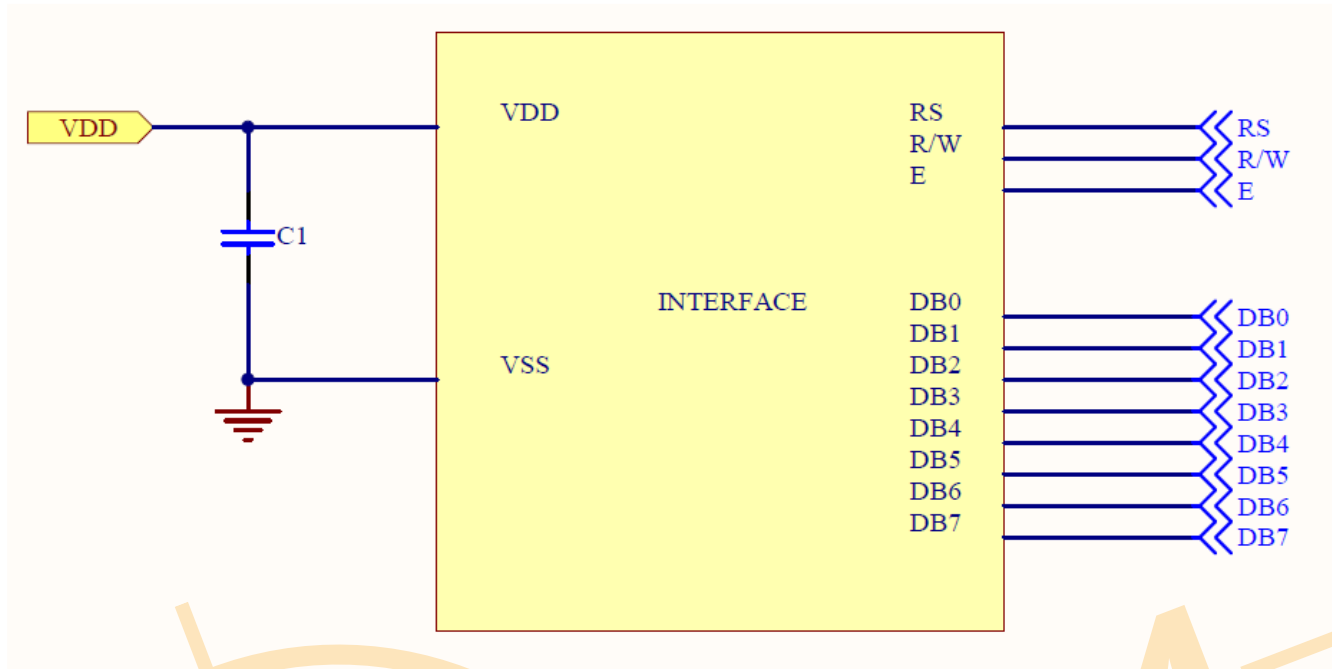 VDD
VDD
C1
VSS
INTERFACE
RS
R/W
E
DB0
DB1
DB2
DB3
DB4
DB5
DB6
DB7
RS
R/W
E
DB0
DB1
DB2
DB3
DB4
DB5
DB6
DB7